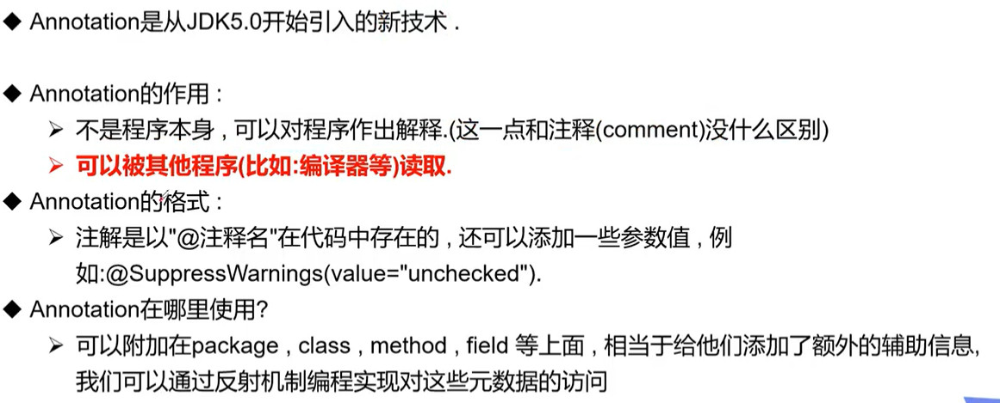 ◆ Annotation是从JDK5.0开始引入的新技术 .
◆ Annotation的作用 :
➢ 不是程序本身 , 可以对程序作出解释.(这一点和注释(comment)没什么区别)
➢ 可以被其他程序(比如:编译器等)读取.
◆ Annotation的格式 :
➢ 注解是以"@注释名"在代码中存在的 , 还可以添加一些参数值 , 例
如:@SuppressWarnings(value="unchecked").
◆ Annotation在哪里使用?
➢ 可以附加在package , class , method , field 等上面 , 相当于给他们添加了额外的辅助信息,
我们可以通过反射机制编程实现对这些元数据的访问